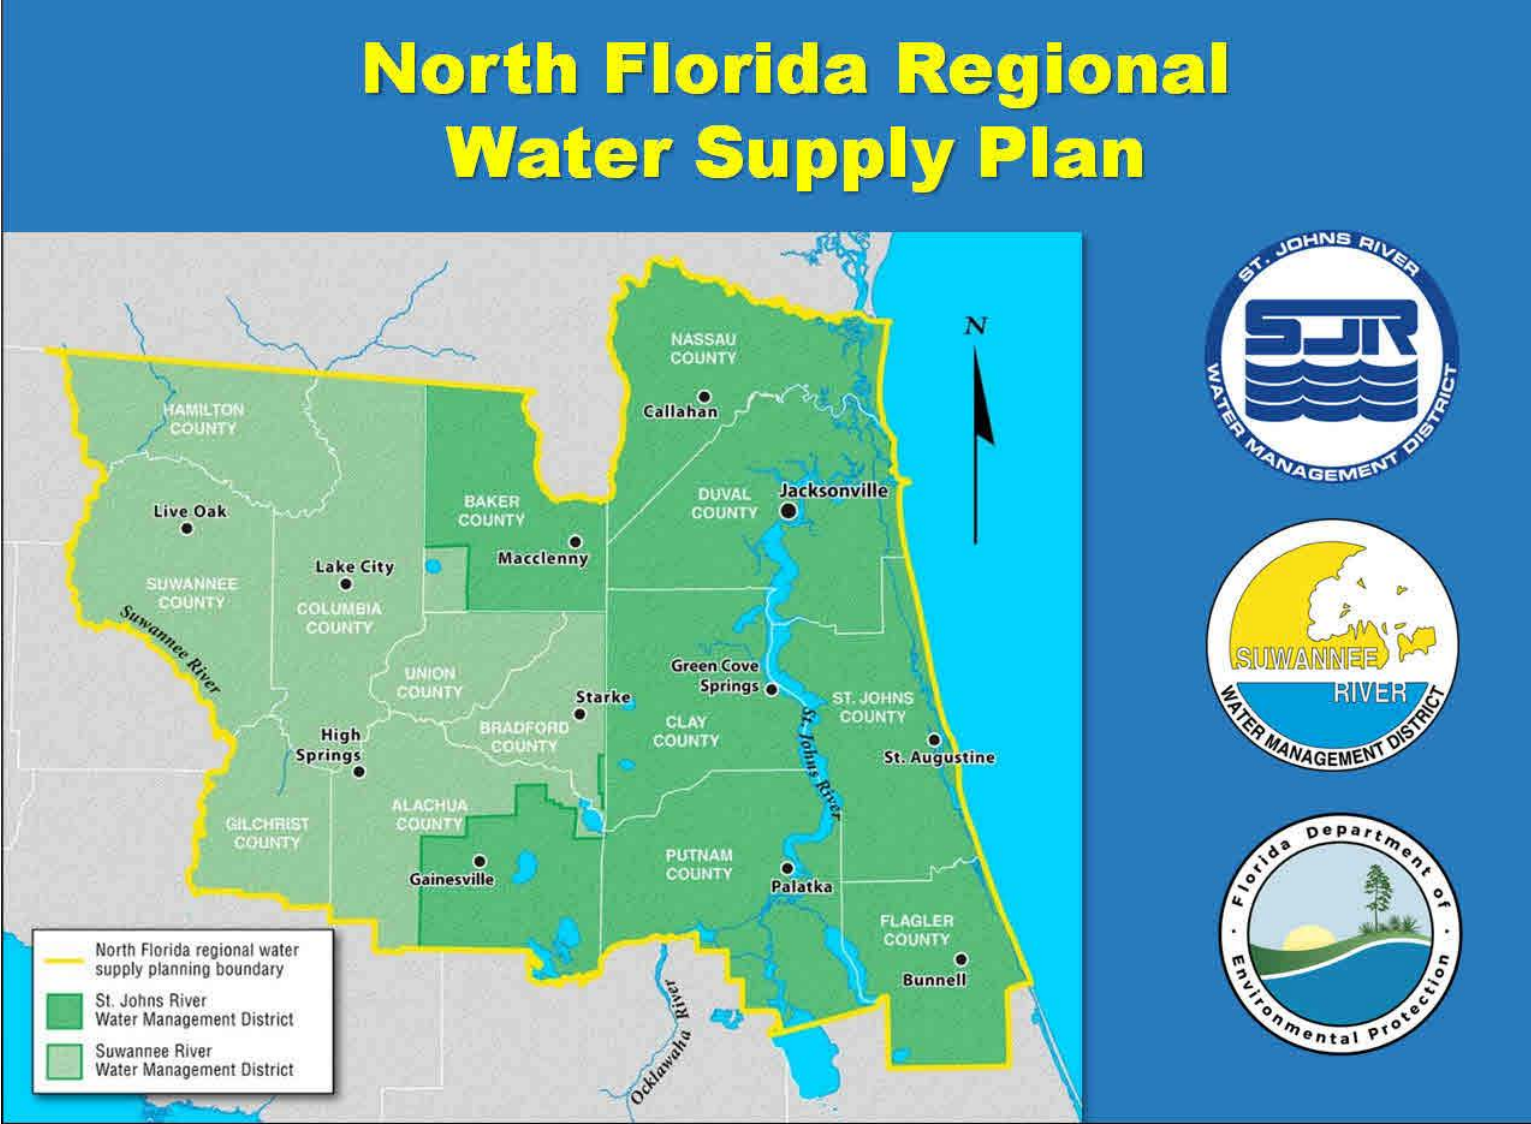 North Florida Regional
Water Supply Plan
ST. JOHNS RIVER
SJR
WATER MANAGEMENT DISTRICT
N
NASSAU
COUNTY
Callahan
HAMILTON
COUNTY
Live Oak
BAKER
COUNTY
Macclenny
DUVAL
COUNTY
Jacksonville
Lake City
SUWANNEE
COUNTY
COLUMBIA
COUNTY
Suwannee River
UNION
COUNTY
Starke
BRADFORD
COUNTY
Green Cove
Springs
CLAY
COUNTY
ST. JOHNS
COUNTY
St. Johns River
St. Augustine
High
Springs
ALACHUA
COUNTY
GILCHRIST
COUNTY
Gainesville
PUTNAM
COUNTY
Palatka
FLAGLER
COUNTY
Bunnell
Ocklawaha River
North Florida regional water
supply planning boundary
St. Johns River
Water Management District
Suwannee River
Water Management District
SUWANNEE
RIVER
WATER MANAGEMENT DISTRICT
Florida Department of
Environmental Protection